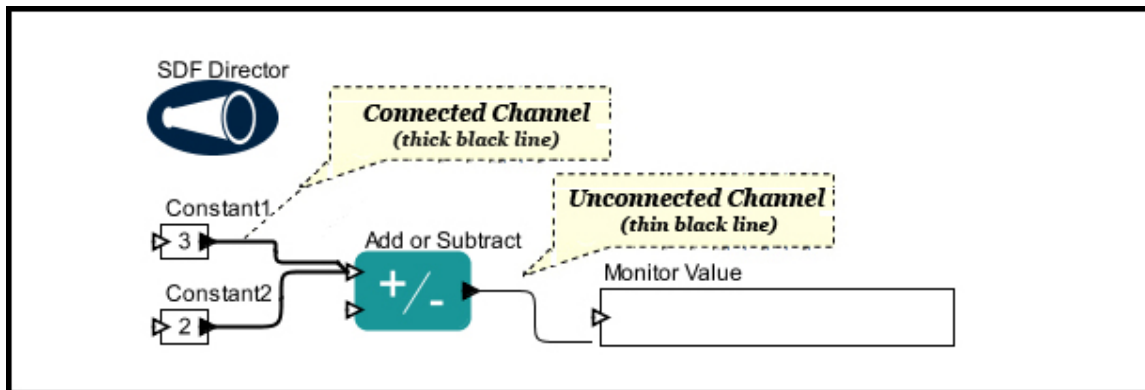 SDF Director
Connected Channel
(thick black line)
Constant1
3
Unconnected Channel
(thin black line)
Add or Subtract
+/-
Monitor Value
Constant2
2